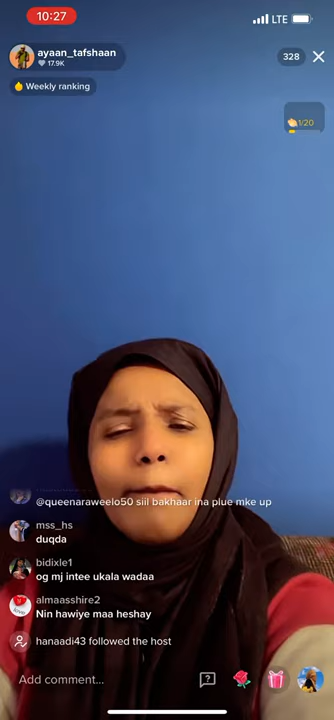 10:27
LTE
ayaan_tafshaan
17.9K
328
Weekly ranking
1/20
@queenaraweelo50 siil bakhaar ina plue mke up
mss_hs
duqda
bidixle1
og mj intee ukala wadaa
almaasshire2
Nin hawiye maa heshay
hanaadi43 followed the host
Add comment...